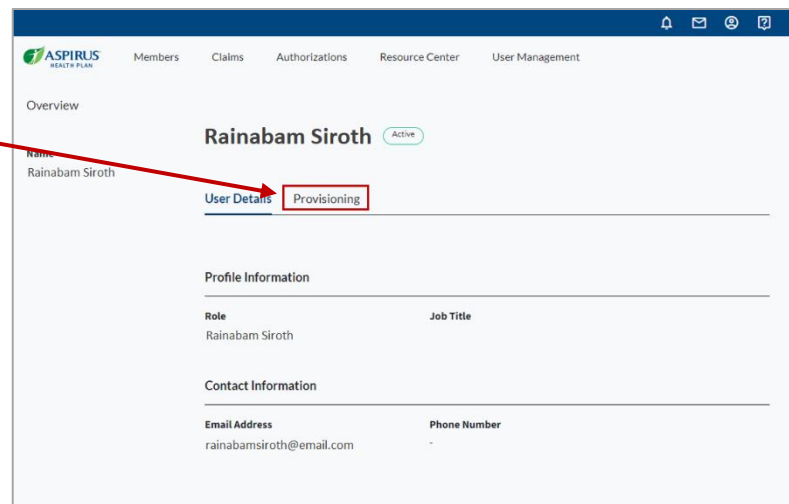 ASPIRUS
HEALTH PLAN
Members Claims Authorizations Resource Center User Management
Overview
Name
Rainabam Siroth
Rainabam Siroth Active
User Details Provisioning
Profile Information
Role Job Title
Rainabam Siroth
Contact Information
Email Address Phone Number
rainabamsiroth@email.com -